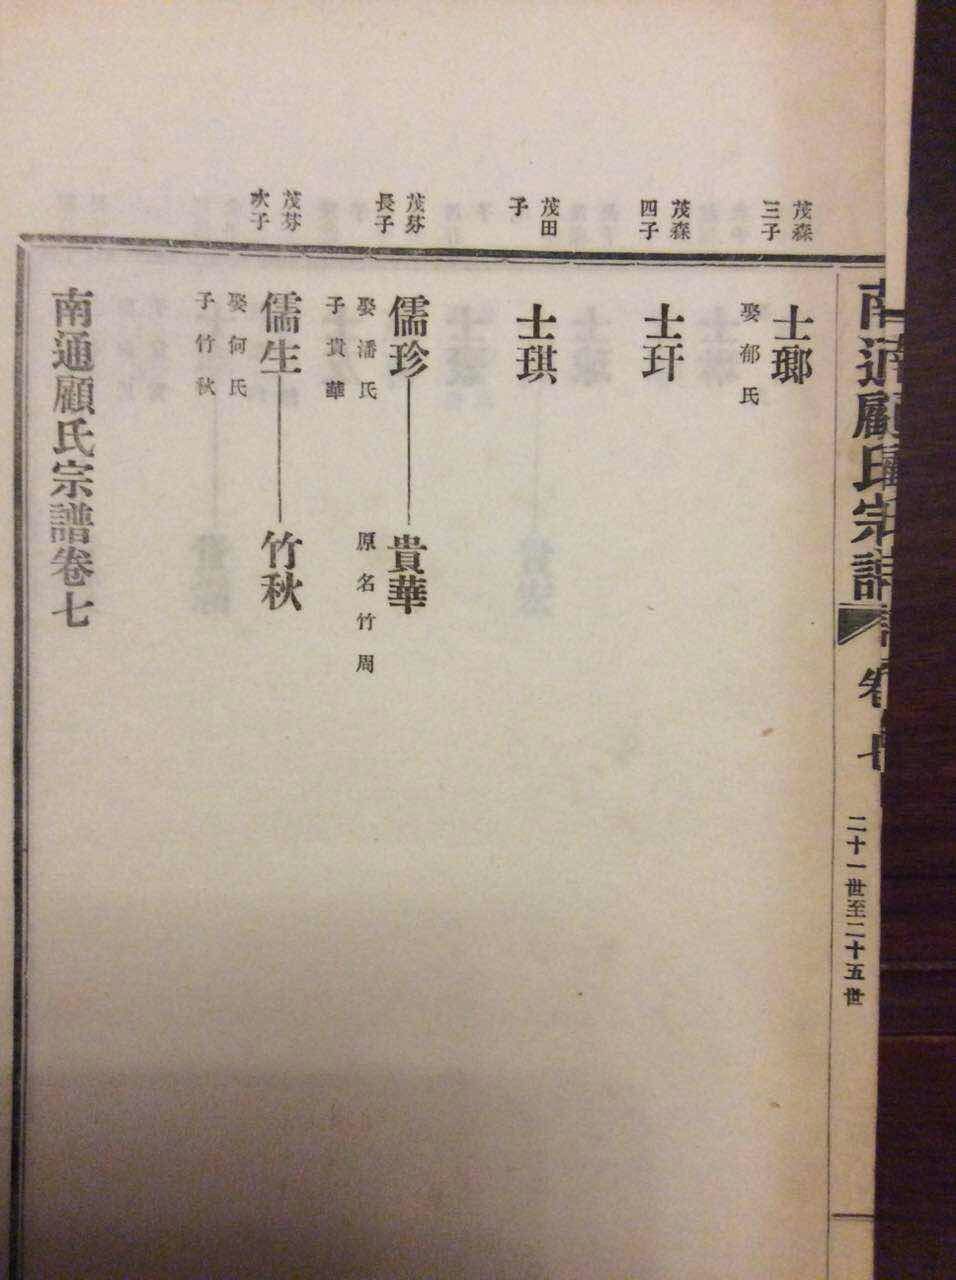 南通顧氏宗譜 卷七 二十一世至二十五世
茂森
三子
士瑯
娶郁氏
茂森
四子
士玕
茂田
子
士琪
茂芬
長子
儒珍
娶潘氏
子貴華
貴華
原名竹周
茂芬
次子
儒生
娶何氏
子竹秋
竹秋
南通顧氏宗譜卷七